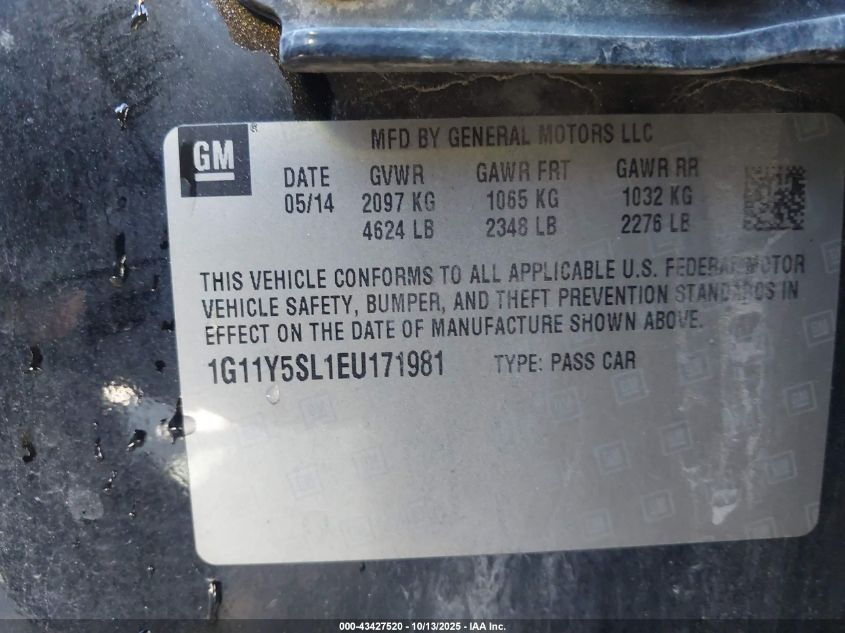 GM ®
MFD BY GENERAL MOTORS LLC
DATE GVWR GAWR FRT GAWR RR
05/14 2097 KG 1065 KG 1032 KG
4624 LB 2348 LB 2276 LB
THIS VEHICLE CONFORMS TO ALL APPLICABLE U.S. FEDERAL MOTOR
VEHICLE SAFETY, BUMPER, AND THEFT PREVENTION STANDARDS IN
EFFECT ON THE DATE OF MANUFACTURE SHOWN ABOVE.
1G11Y5SL1EU171981 TYPE: PASS CAR
000-43427520 | 10/13/2025 | IAA Inc.